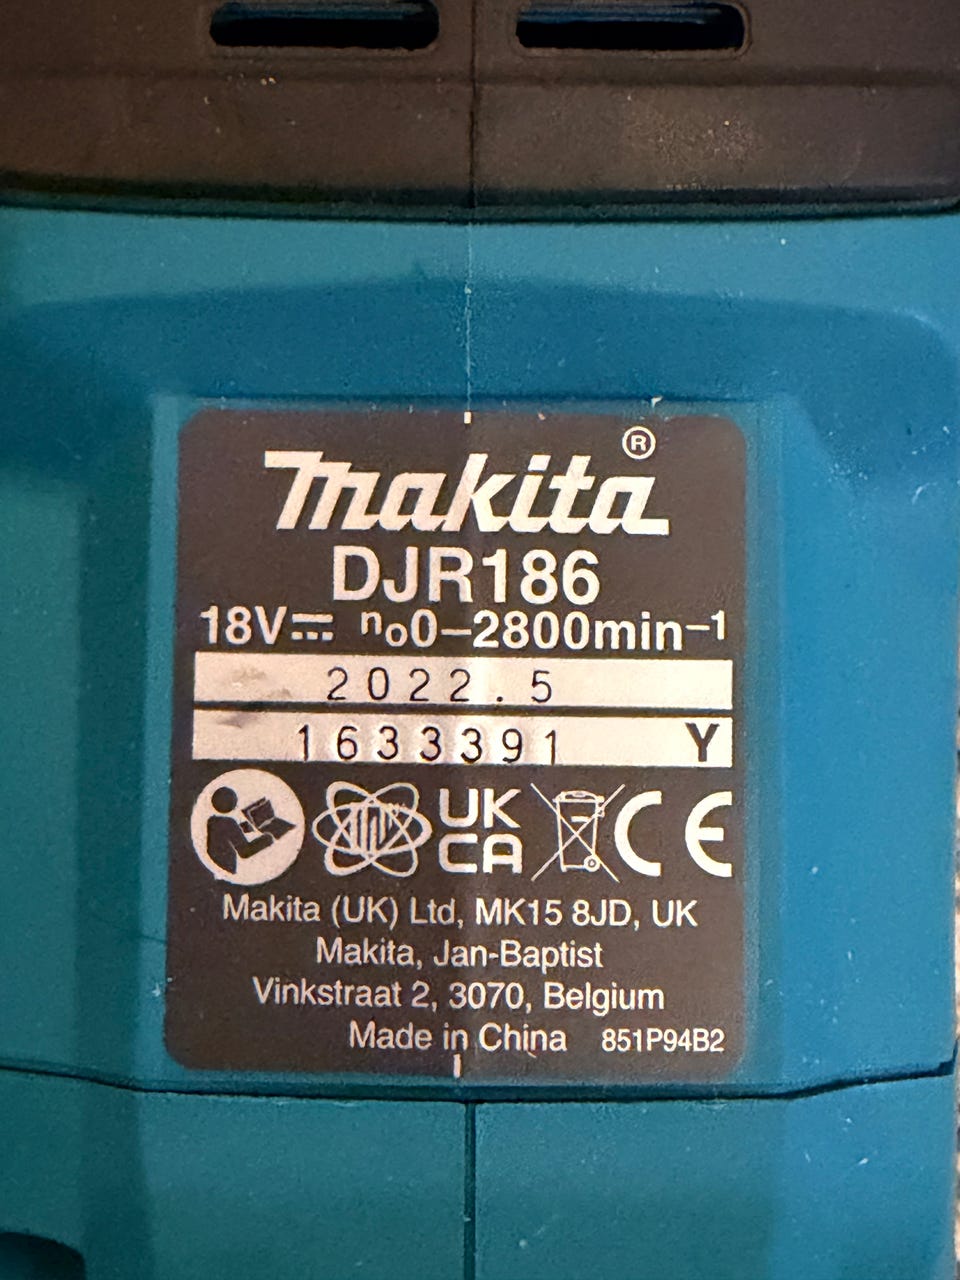 makita®
DJR186
18V⎓ n₀0–2800min⁻¹
2022.5
1633391 Y
UK
CA
CE
Makita (UK) Ltd, MK15 8JD, UK
Makita, Jan-Baptist
Vinkstraat 2, 3070, Belgium
Made in China 851P94B2